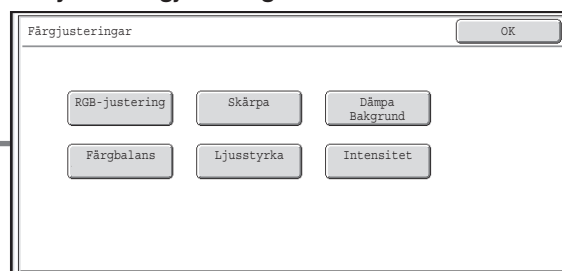 Färgjusteringar
OK
RGB-justering
Skärpa
Dämpa
Bakgrund
Färgbalans
Ljusstyrka
Intensitet